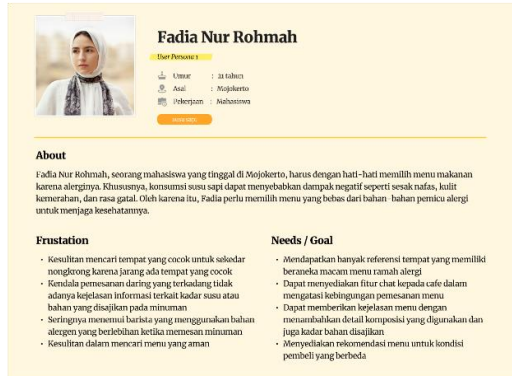 Fadia Nur Rohmah
User Persona 1
Umur : 21 tahun
Asal : Mojokerto
Pekerjaan : Mahasiswa
About
Fadia Nur Rohmah, seorang mahasiswa yang tinggal di Mojokerto, harus dengan hati-hati memilih menu makanan
karena alerginya. Khususnya, konsumsi susu sapi dapat menyebabkan dampak negatif seperti sesak nafas, kulit
kemerahan, dan rasa gatal. Oleh karena itu, Fadia perlu memilih menu yang bebas dari bahan-bahan pemicu alergi
untuk menjaga kesehatannya.
Frustation
• Kesulitan mencari tempat yang cocok untuk sekedar
nongkrong karena jarang ada tempat yang cocok
• Kendala pemesanan daring yang terkadang tidak
adanya kejelasan informasi terkait kadar susu atau
bahan yang disajikan pada minuman
• Seringnya menemui barista yang menggunakan bahan
alergen yang berlebihan ketika memesan minuman
• Kesulitan dalam mencari menu yang aman
Needs / Goal
• Mendapatkan banyak referensi tempat yang memiliki
beraneka macam menu ramah alergi
• Dapat menyediakan fitur chat kepada cafe dalam
mengatasi kebingungan pemesanan menu
• Dapat memberikan kejelasan menu dengan
menambahkan detail komposisi yang digunakan dan
juga kadar bahan disajikan
• Menyediakan rekomendasi menu untuk kondisi
pembeli yang berbeda